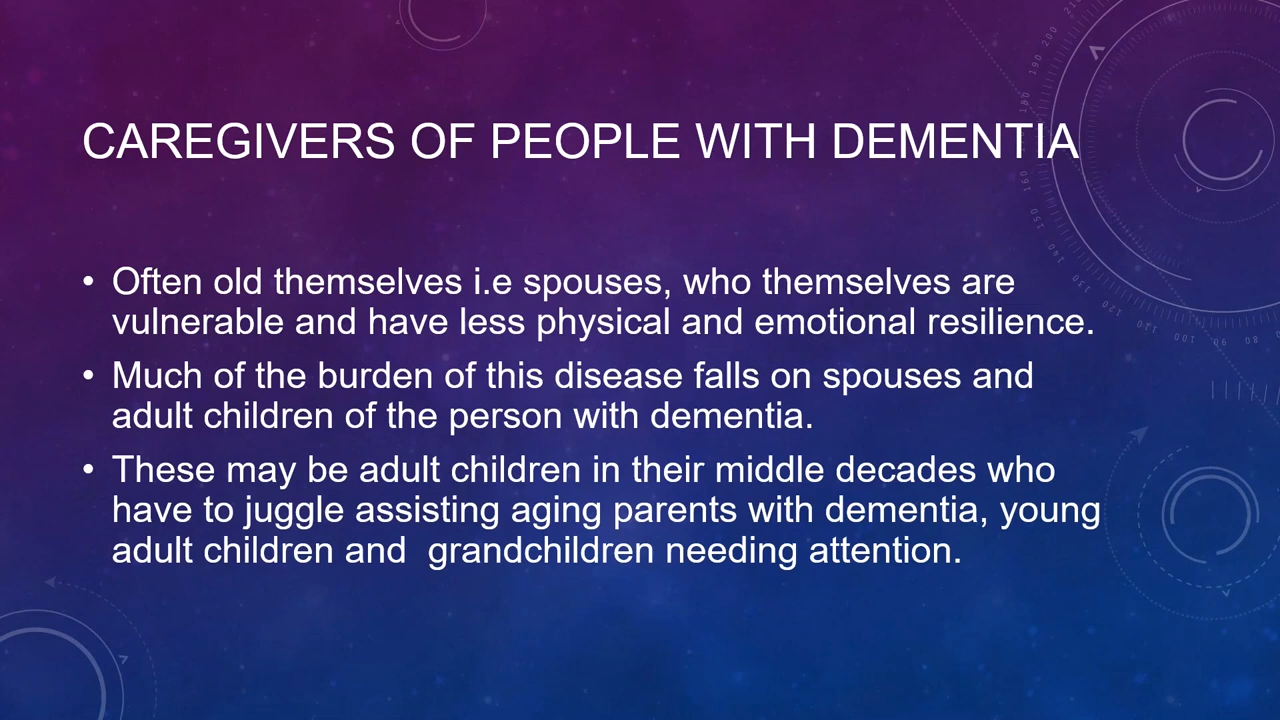 CAREGIVERS OF PEOPLE WITH DEMENTIA
• Often old themselves i.e spouses, who themselves are
vulnerable and have less physical and emotional resilience.
• Much of the burden of this disease falls on spouses and
adult children of the person with dementia.
• These may be adult children in their middle decades who
have to juggle assisting aging parents with dementia, young
adult children and  grandchildren needing attention.